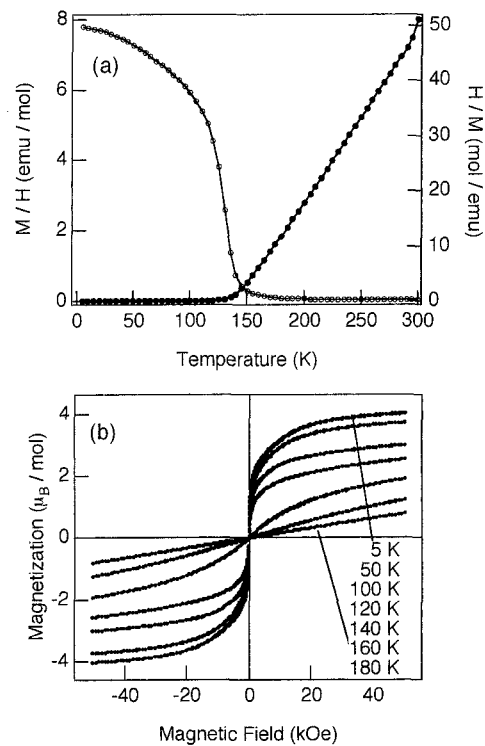 (a)
M / H (emu / mol)
8
6
4
2
0
H / M (mol / emu)
50
40
30
20
10
0
0 50 100 150 200 250 300
Temperature (K)
(b)
Magnetization (μB / mol)
4
2
0
-2
-4
5 K
50 K
100 K
120 K
140 K
160 K
180 K
-40 -20 0 20 40
Magnetic Field (kOe)